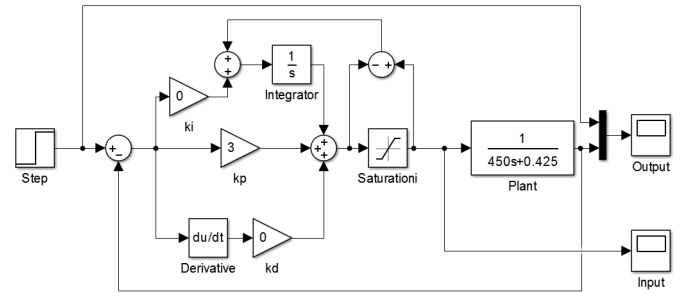 +
+
− +
1
s
Integrator
0
ki
Step
+
−
3
kp
+
+
+
Saturationi
1
450s+0.425
Plant
Output
du/dt
Derivative
0
kd
Input